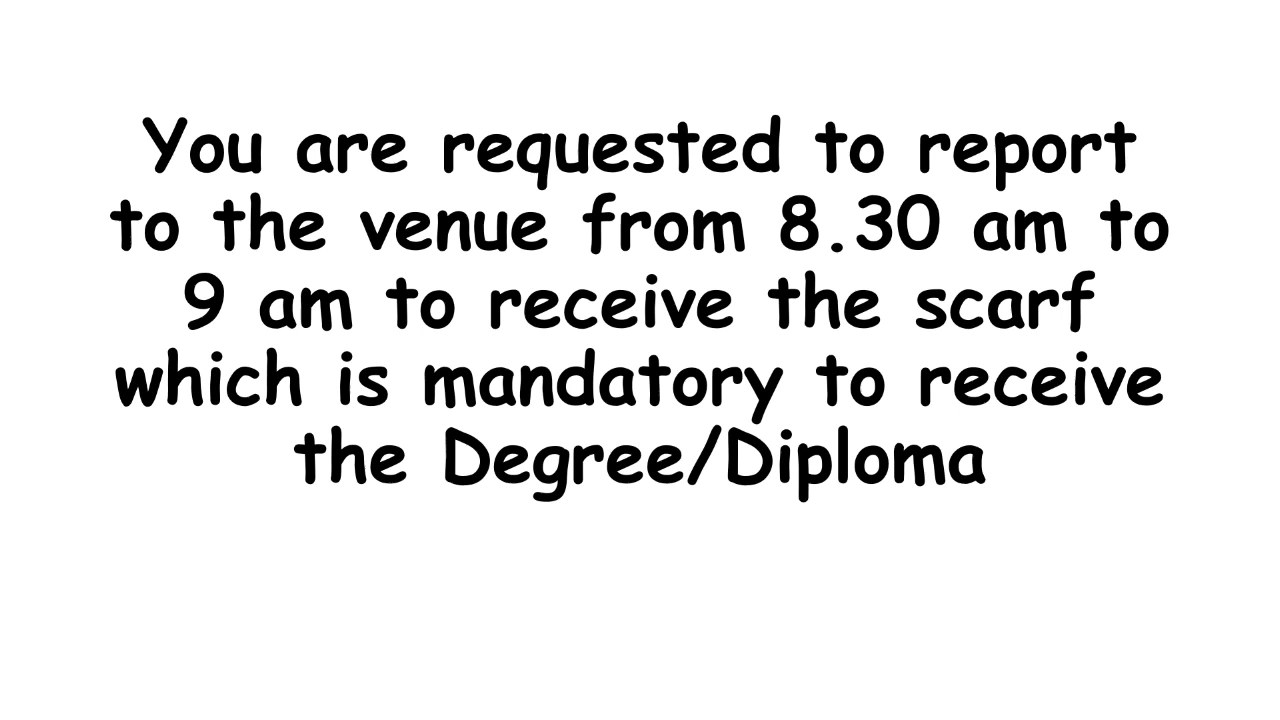 You are requested to report
to the venue from 8.30 am to
9 am to receive the scarf
which is mandatory to receive
the Degree/Diploma